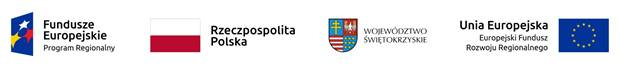 Fundusze
Europejskie
Program Regionalny
Rzeczpospolita
Polska
WOJEWÓDZTWO
ŚWIĘTOKRZYSKIE
Unia Europejska
Europejski Fundusz
Rozwoju Regionalnego